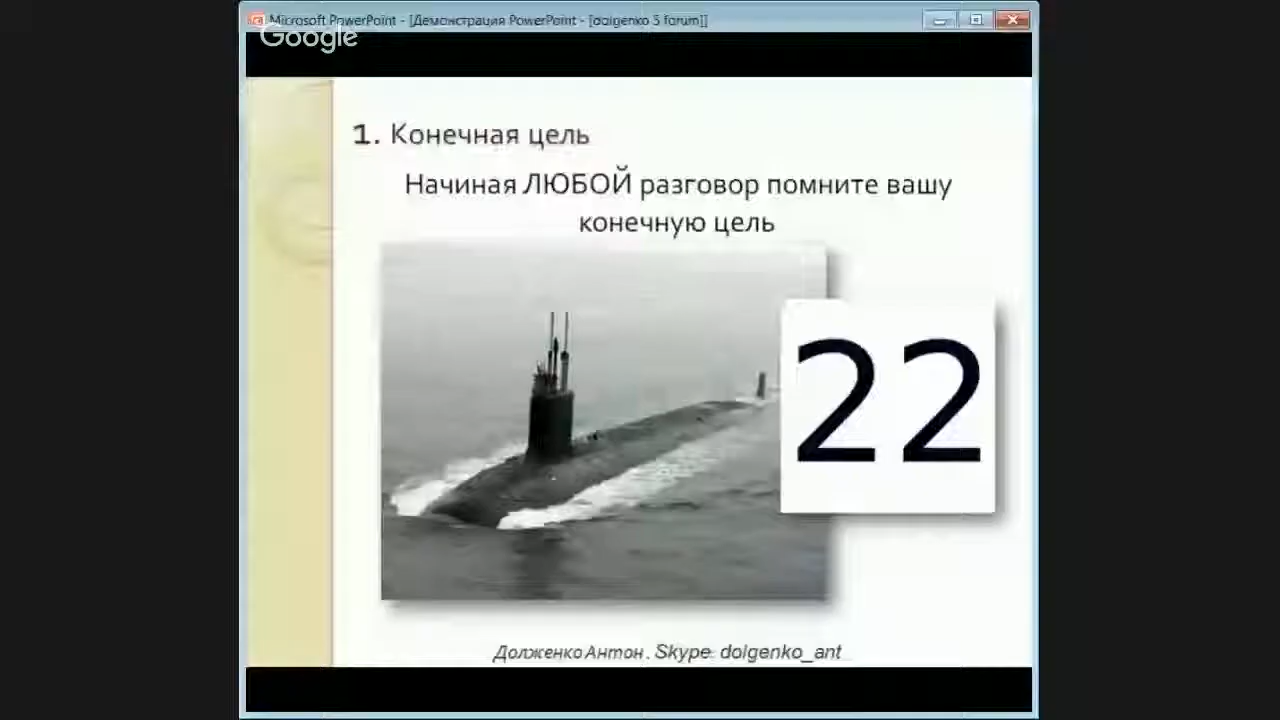 Microsoft PowerPoint - [Демонстрация PowerPoint - [dolgenko 5 forum]]
Google
1. Конечная цель
Начиная ЛЮБОЙ разговор помните вашу
конечную цель
22
Долженко Антон. Skype: dolgenko_ant